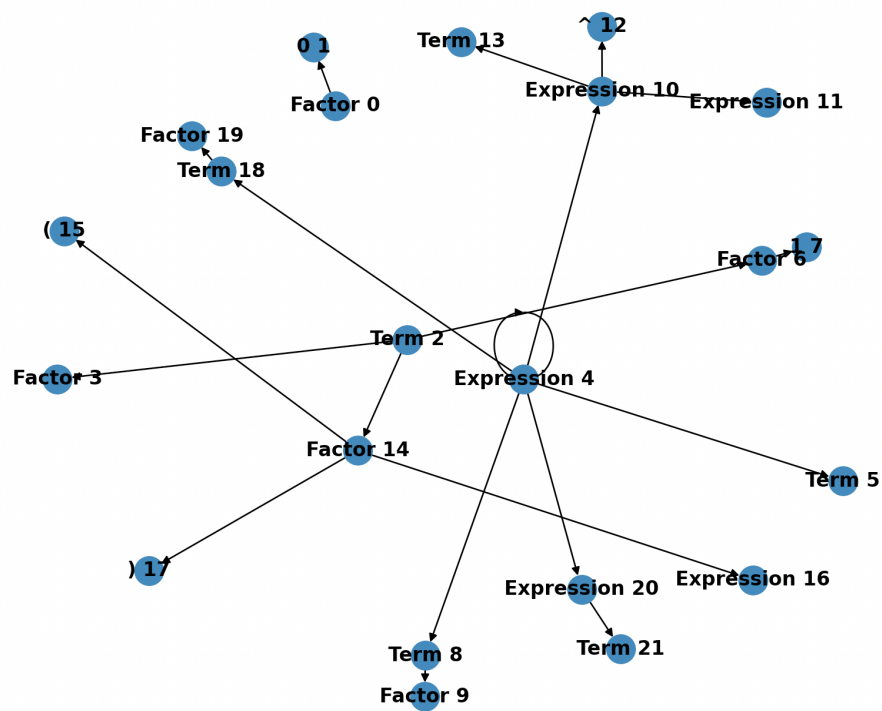 ^ 12
Term 13
0 1
Expression 10
Expression 11
Factor 0
Factor 19
Term 18
( 15
1 7
Factor 6
Term 2
Factor 3
Expression 4
Factor 14
Term 5
) 17
Expression 16
Expression 20
Term 21
Term 8
Factor 9